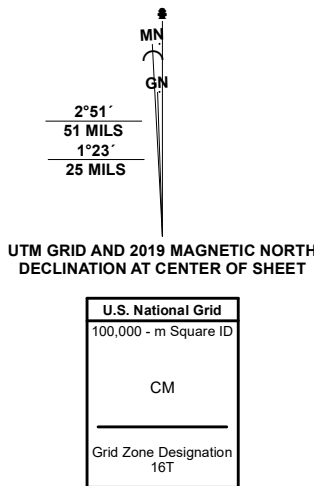 MN
GN
2°51´
51 MILS
1°23´
25 MILS
UTM GRID AND 2019 MAGNETIC NORTH
DECLINATION AT CENTER OF SHEET
U.S. National Grid
100,000 - m Square ID
CM
Grid Zone Designation
16T